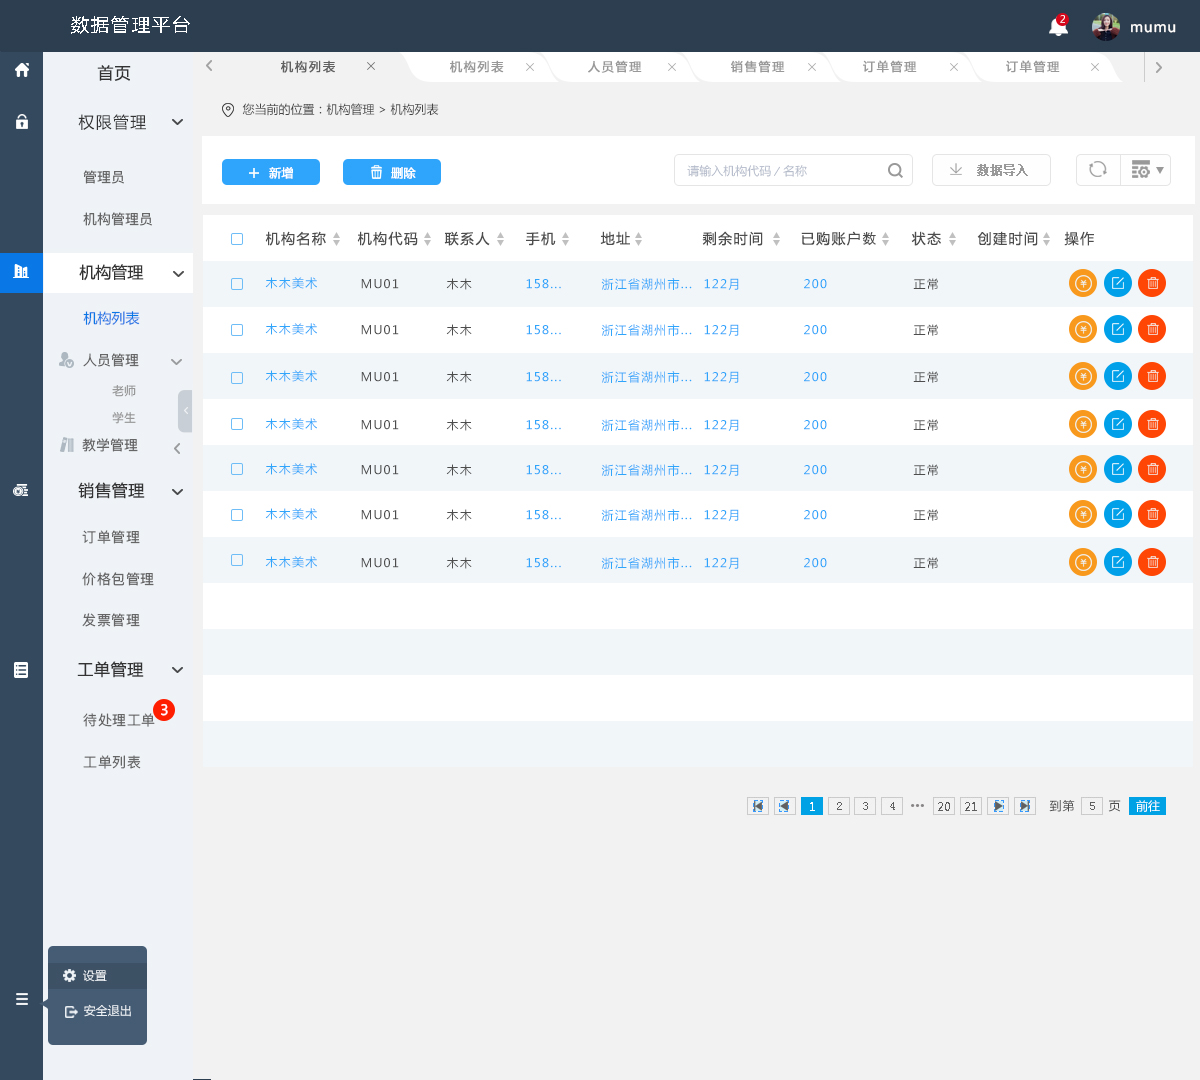 数据管理平台
2
mumu
首页
权限管理
管理员
机构管理员
机构管理
机构列表
人员管理
老师
学生
教学管理
销售管理
订单管理
价格包管理
发票管理
工单管理
待处理工单 3
工单列表
设置
安全退出
机构列表 机构列表 人员管理 销售管理 订单管理 订单管理
您当前的位置：机构管理 > 机构列表
+ 新增 删除 请输入机构代码 / 名称 数据导入
机构名称 机构代码 联系人 手机 地址 剩余时间 已购账户数 状态 创建时间 操作
木木美术 MU01 木木 158... 浙江省湖州市... 122月 200 正常
木木美术 MU01 木木 158... 浙江省湖州市... 122月 200 正常
木木美术 MU01 木木 158... 浙江省湖州市... 122月 200 正常
木木美术 MU01 木木 158... 浙江省湖州市... 122月 200 正常
木木美术 MU01 木木 158... 浙江省湖州市... 122月 200 正常
木木美术 MU01 木木 158... 浙江省湖州市... 122月 200 正常
木木美术 MU01 木木 158... 浙江省湖州市... 122月 200 正常
1 2 3 4 ••• 20 21 到第 5 页 前往